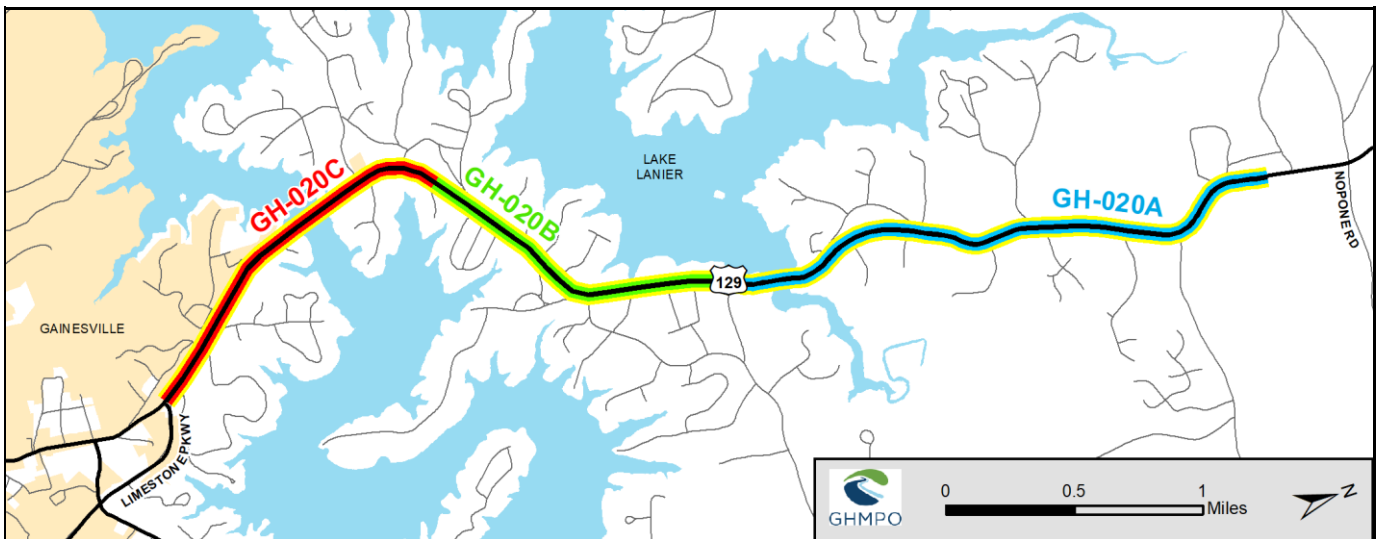 LAKE
LANIER
GH-020C
GH-020B
GH-020A
NOPONE RD
129
GAINESVILLE
LIMESTONE PKWY
GHMPO
0 0.5 1
Miles
N